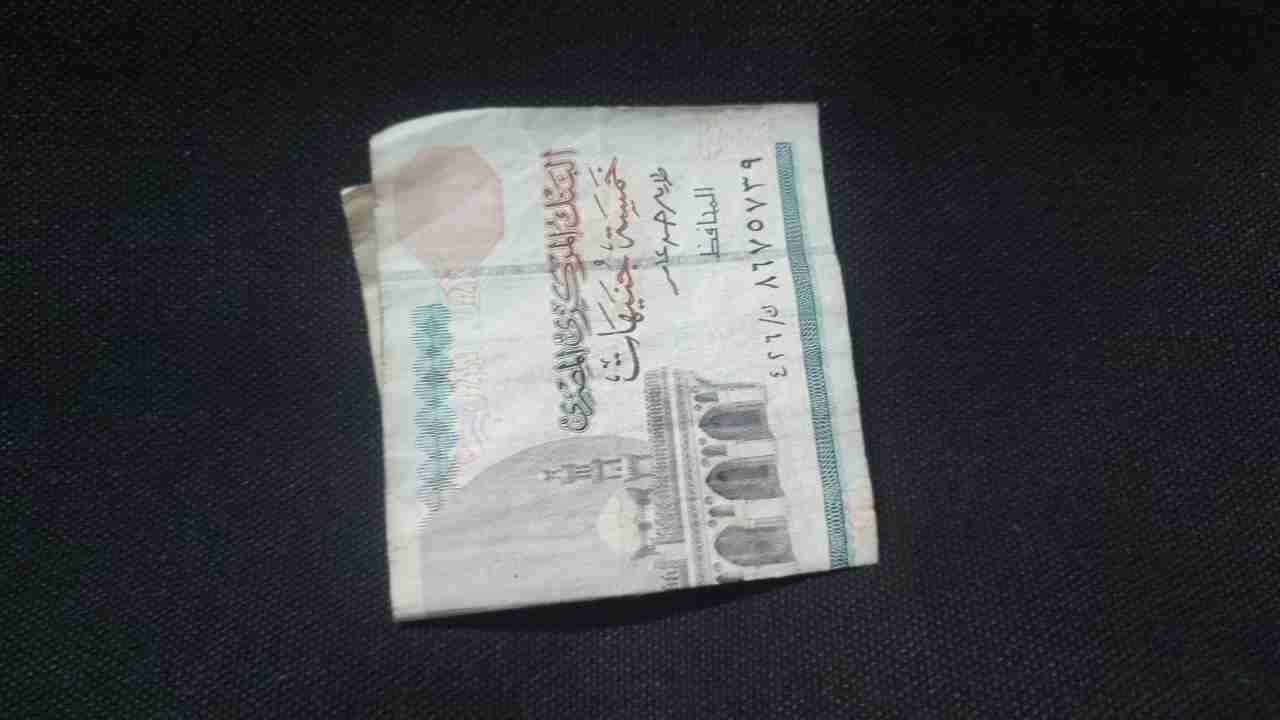 البنك المركزي المصري
خمسة جنيهات
طارق حسن عامر
المحافظ
٤٢٦/ك ٨٦٧٥٧٣٩